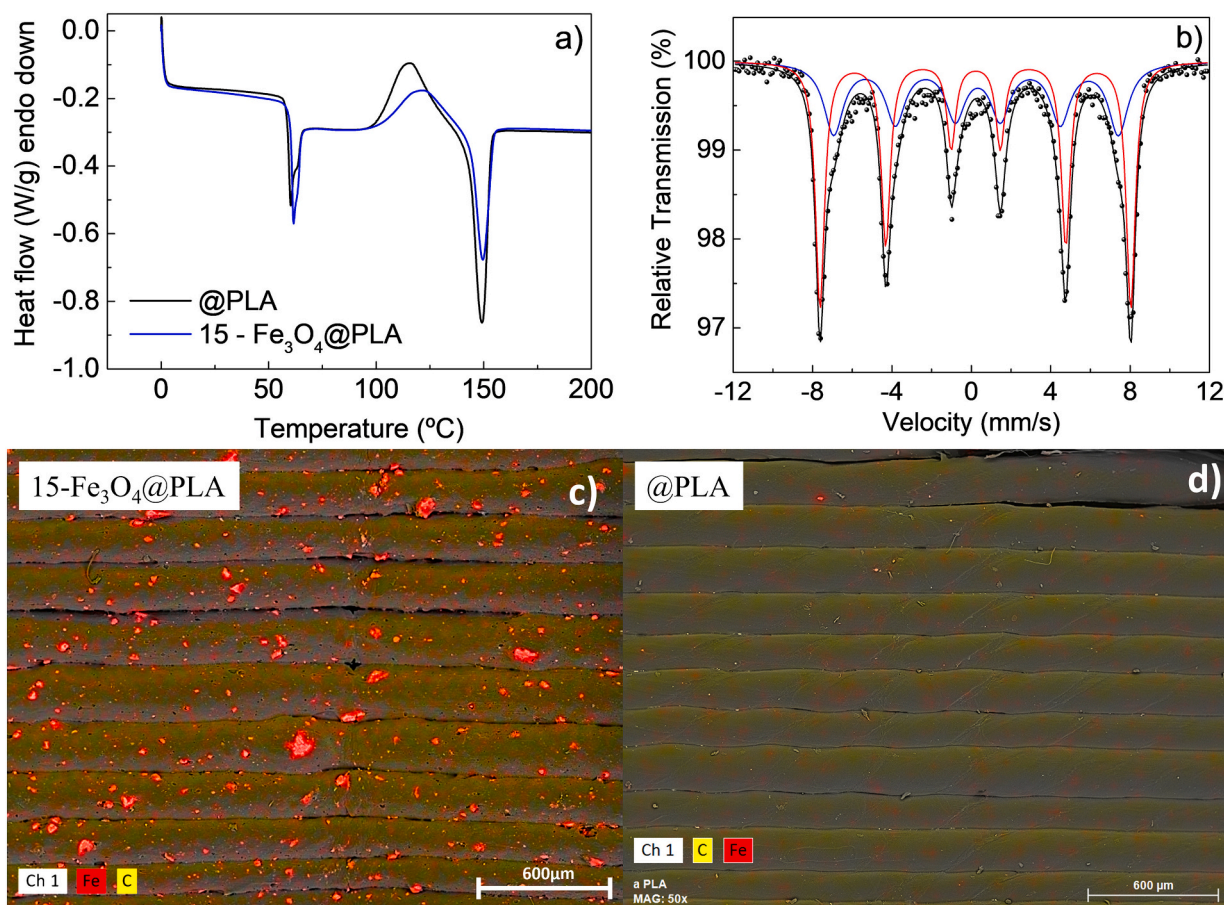 a)
0.0
-0.2
-0.4
-0.6
-0.8
-1.0
Heat flow (W/g) endo down
@PLA
15 - Fe₃O₄@PLA
0
50
100
150
200
Temperature (ºC)
b)
100
99
98
97
Relative Transmission (%)
-12
-8
-4
0
4
8
12
Velocity (mm/s)
15-Fe₃O₄@PLA
c)
Ch 1
Fe
C
600µm
@PLA
d)
Ch 1
C
Fe
a PLA
MAG: 50x
600 µm